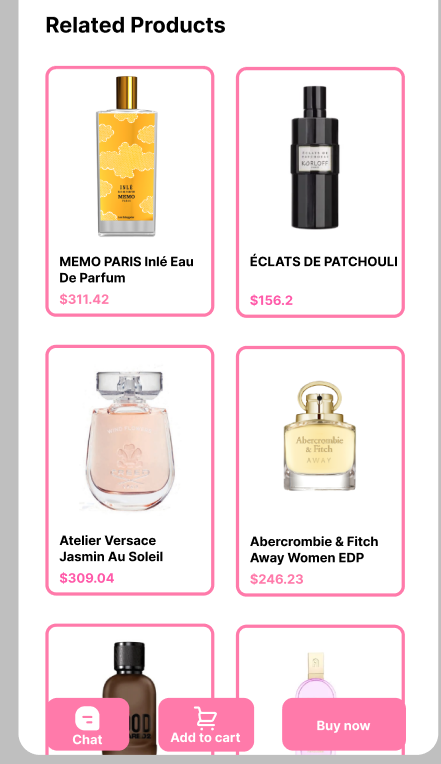 Related Products
INLÉ
MEMO
MEMO PARIS Inlé Eau
De Parfum
$311.42
KORLOFF
ÉCLATS DE PATCHOULI
$156.2
Atelier Versace
Jasmin Au Soleil
$309.04
Abercrombie
& Fitch
AWAY
Abercrombie & Fitch
Away Women EDP
$246.23
Chat
Add to cart
Buy now